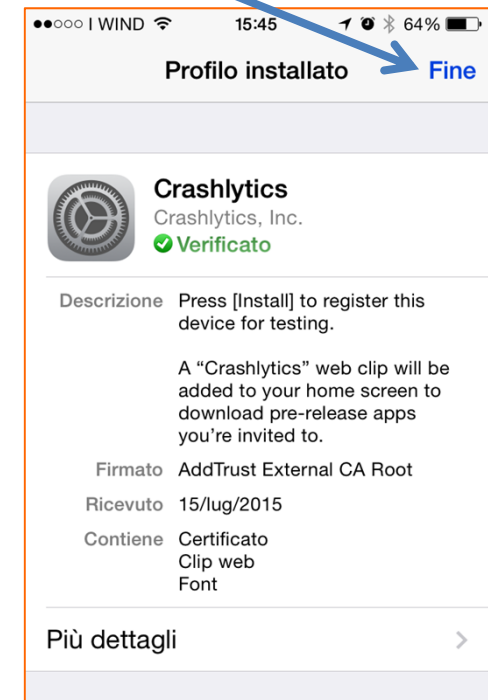 I WIND 15:45 64%
Profilo installato Fine
Crashlytics
Crashlytics, Inc.
Verificato
Descrizione Press [Install] to register this
device for testing.
A “Crashlytics” web clip will be
added to your home screen to
download pre-release apps
you’re invited to.
Firmato AddTrust External CA Root
Ricevuto 15/lug/2015
Contiene Certificato
Clip web
Font
Più dettagli